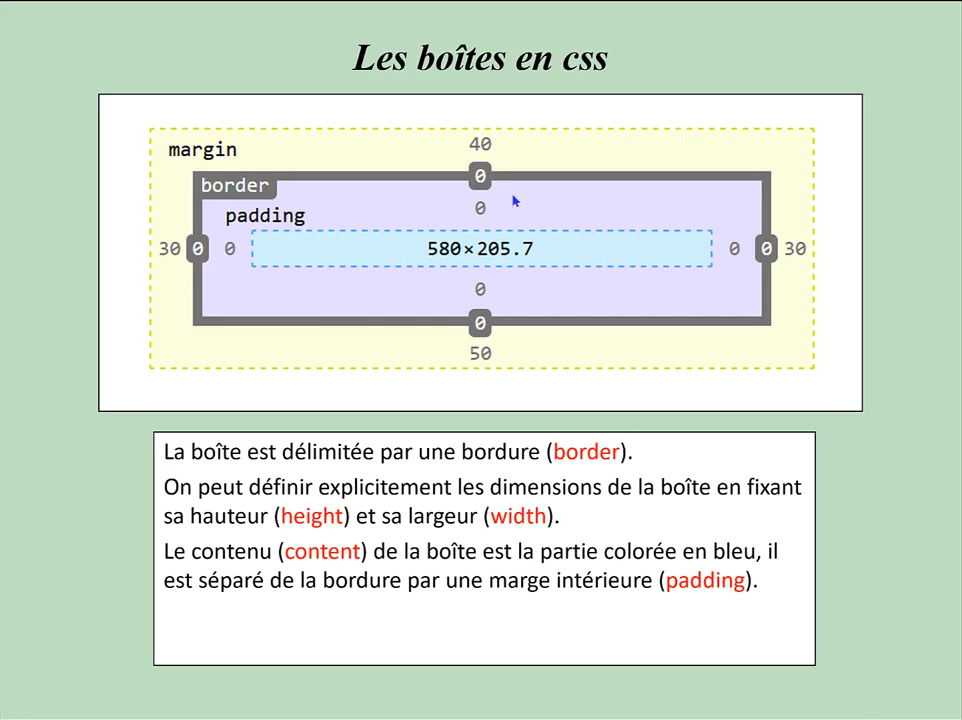 Les boîtes en css
margin
40
border
0
padding
0
30 0 0 580×205.7 0 0 30
0
0
50
La boîte est délimitée par une bordure (border).
On peut définir explicitement les dimensions de la boîte en fixant
sa hauteur (height) et sa largeur (width).
Le contenu (content) de la boîte est la partie colorée en bleu, il
est séparé de la bordure par une marge intérieure (padding).